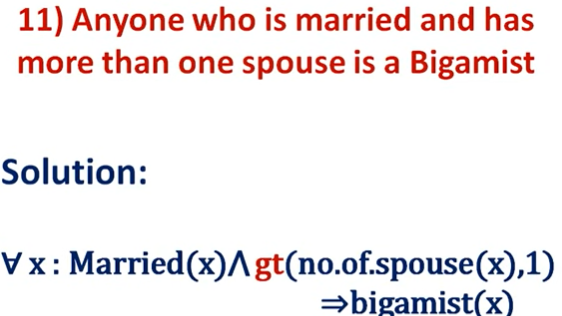 11) Anyone who is married and has
more than one spouse is a Bigamist
Solution:
∀ x : Married(x)Λ gt(no.of.spouse(x),1)
⇒bigamist(x)